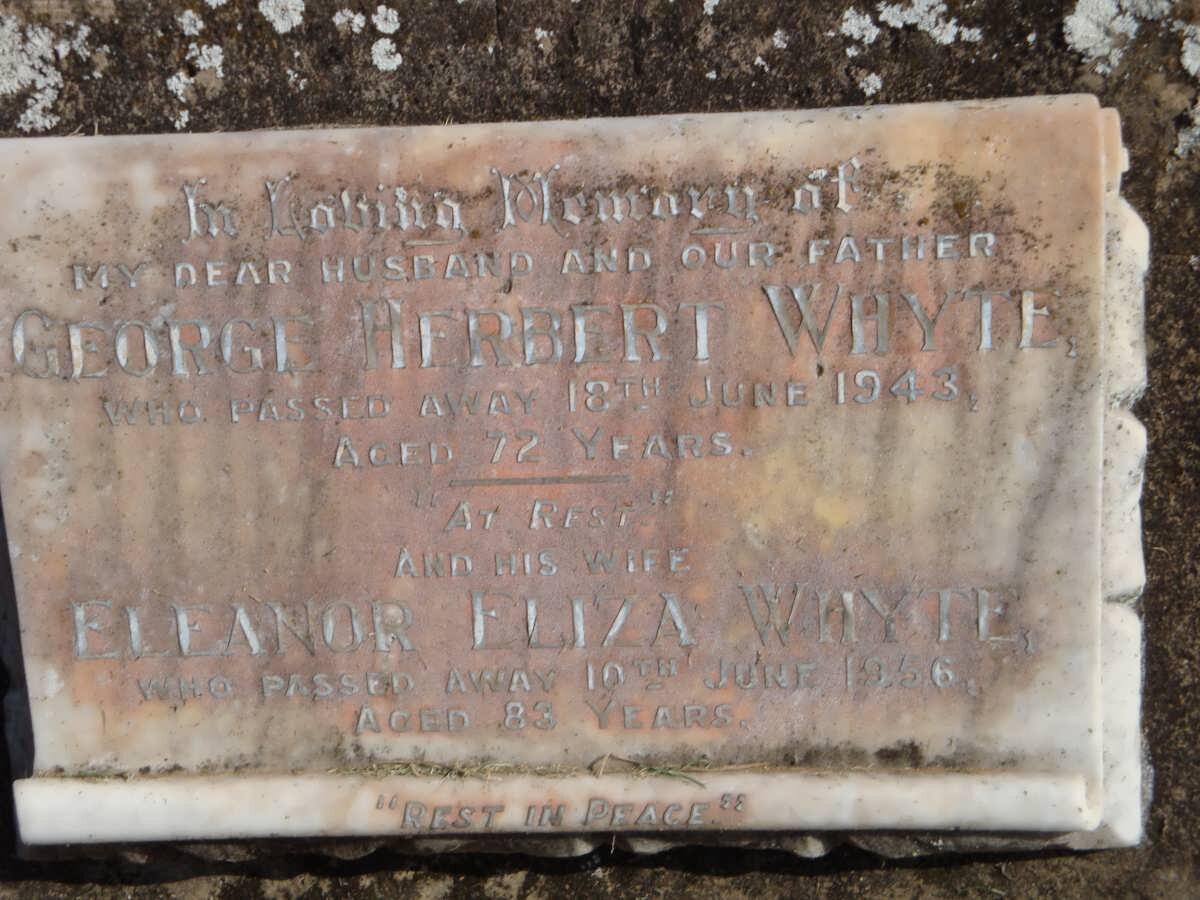 In Loving Memory of
MY DEAR HUSBAND AND OUR FATHER
GEORGE HERBERT WHYTE,
WHO PASSED AWAY 18TH JUNE 1943,
AGED 72 YEARS.
"AT REST"
AND HIS WIFE
ELEANOR ELIZA WHYTE,
WHO PASSED AWAY 10TH JUNE 1956,
AGED 83 YEARS.
"REST IN PEACE."